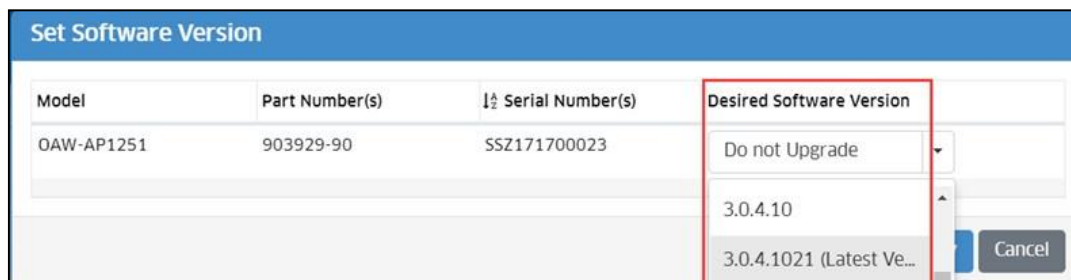 Set Software Version
Model Part Number(s) Serial Number(s) Desired Software Version
OAW-AP1251 903929-90 SSZ171700023 Do not Upgrade
3.0.4.10
3.0.4.1021 (Latest Ve...
Cancel